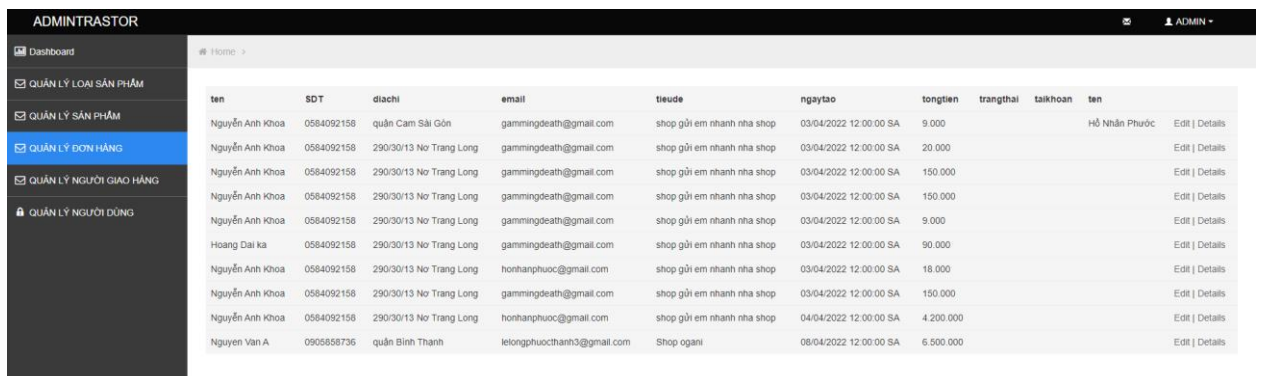 ADMINTRASTOR ADMIN
Dashboard
Home >
QUẢN LÝ LOẠI SẢN PHẨM
QUẢN LÝ SẢN PHẨM
QUẢN LÝ ĐƠN HÀNG
QUẢN LÝ NGƯỜI GIAO HÀNG
QUẢN LÝ NGƯỜI DÙNG
ten SDT diachi email tieude ngaytao tongtien trangthai taikhoan ten
Nguyễn Anh Khoa 0584092158 quận Cam Sài Gòn gammingdeath@gmail.com shop gửi em nhanh nha shop 03/04/2022 12:00:00 SA 9.000 Hồ Nhân Phước Edit | Details
Nguyễn Anh Khoa 0584092158 290/30/13 Nơ Trang Long gammingdeath@gmail.com shop gửi em nhanh nha shop 03/04/2022 12:00:00 SA 20.000 Edit | Details
Nguyễn Anh Khoa 0584092158 290/30/13 Nơ Trang Long gammingdeath@gmail.com shop gửi em nhanh nha shop 03/04/2022 12:00:00 SA 150.000 Edit | Details
Nguyễn Anh Khoa 0584092158 290/30/13 Nơ Trang Long gammingdeath@gmail.com shop gửi em nhanh nha shop 03/04/2022 12:00:00 SA 150.000 Edit | Details
Nguyễn Anh Khoa 0584092158 290/30/13 Nơ Trang Long gammingdeath@gmail.com shop gửi em nhanh nha shop 03/04/2022 12:00:00 SA 9.000 Edit | Details
Hoang Dai ka 0584092158 290/30/13 Nơ Trang Long gammingdeath@gmail.com shop gửi em nhanh nha shop 03/04/2022 12:00:00 SA 90.000 Edit | Details
Nguyễn Anh Khoa 0584092158 290/30/13 Nơ Trang Long honhanphuoc@gmail.com shop gửi em nhanh nha shop 03/04/2022 12:00:00 SA 18.000 Edit | Details
Nguyễn Anh Khoa 0584092158 290/30/13 Nơ Trang Long gammingdeath@gmail.com shop gửi em nhanh nha shop 03/04/2022 12:00:00 SA 150.000 Edit | Details
Nguyễn Anh Khoa 0584092158 290/30/13 Nơ Trang Long honhanphuoc@gmail.com shop gửi em nhanh nha shop 04/04/2022 12:00:00 SA 4.200.000 Edit | Details
Nguyen Van A 0905858736 quận Bình Thạnh lelongphuocthanh3@gmail.com Shop ogani 08/04/2022 12:00:00 SA 6.500.000 Edit | Details